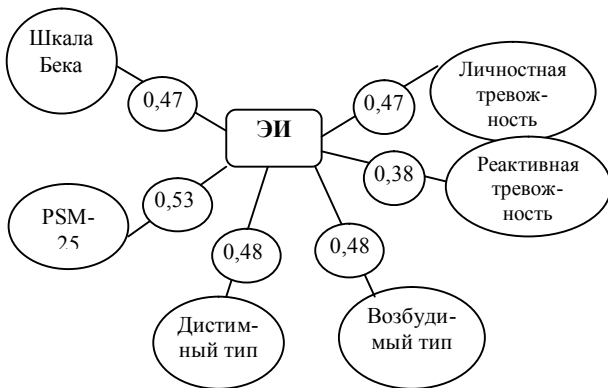 Шкала
Бека
0,47
ЭИ
0,47
Личностная
тревож-
ность
0,38
Реактивная
тревож-
ность
PSM-
25
0,53
0,48
0,48
Дистим-
ный тип
Возбуди-
мый тип